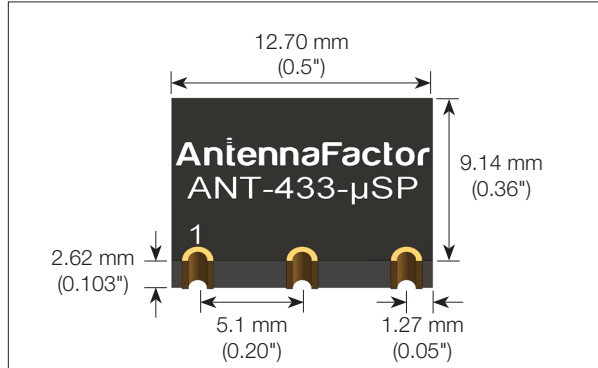 12.70 mm
(0.5")
AntennaFactor
ANT-433-µSP
9.14 mm
(0.36")
1
2.62 mm
(0.103")
5.1 mm
(0.20")
1.27 mm
(0.05")